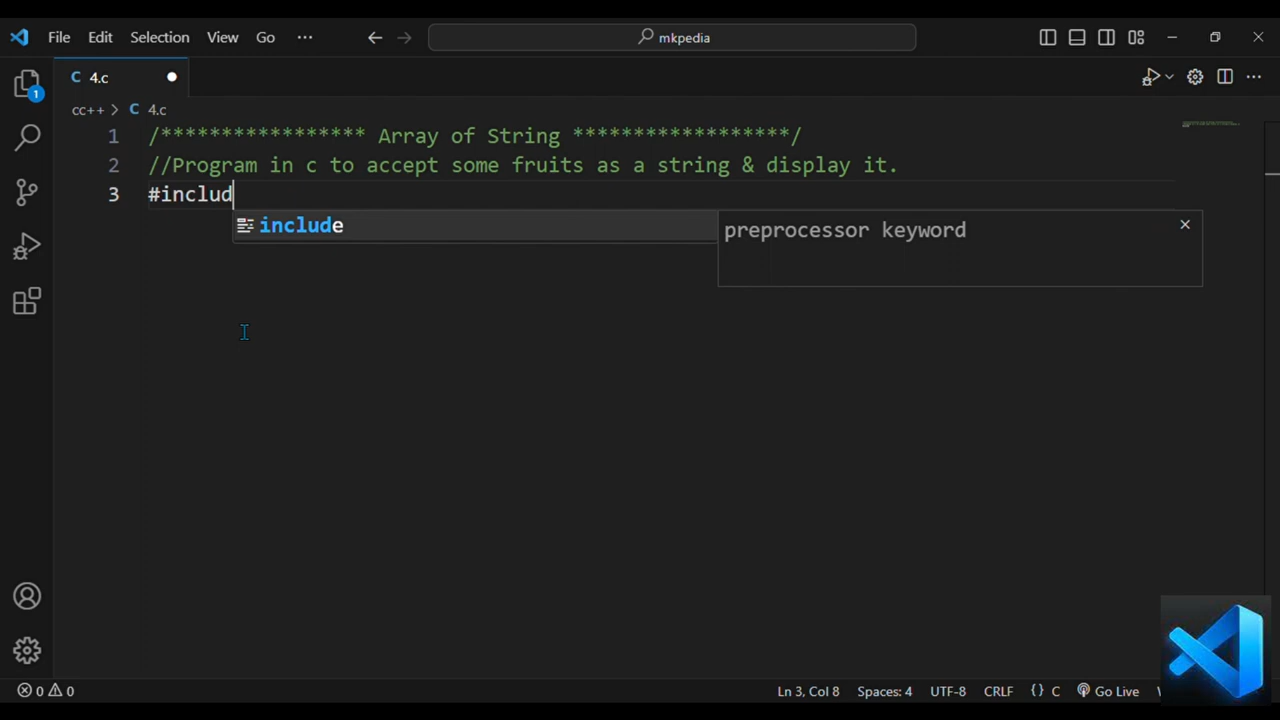 File Edit Selection View Go ··· mkpedia
C 4.c
1
cc++ > C 4.c
1 /****************** Array of String ******************/
2 //Program in c to accept some fruits as a string & display it.
3 #includ
include
preprocessor keyword
0 0 Ln 3, Col 8 Spaces: 4 UTF-8 CRLF {} C Go Live